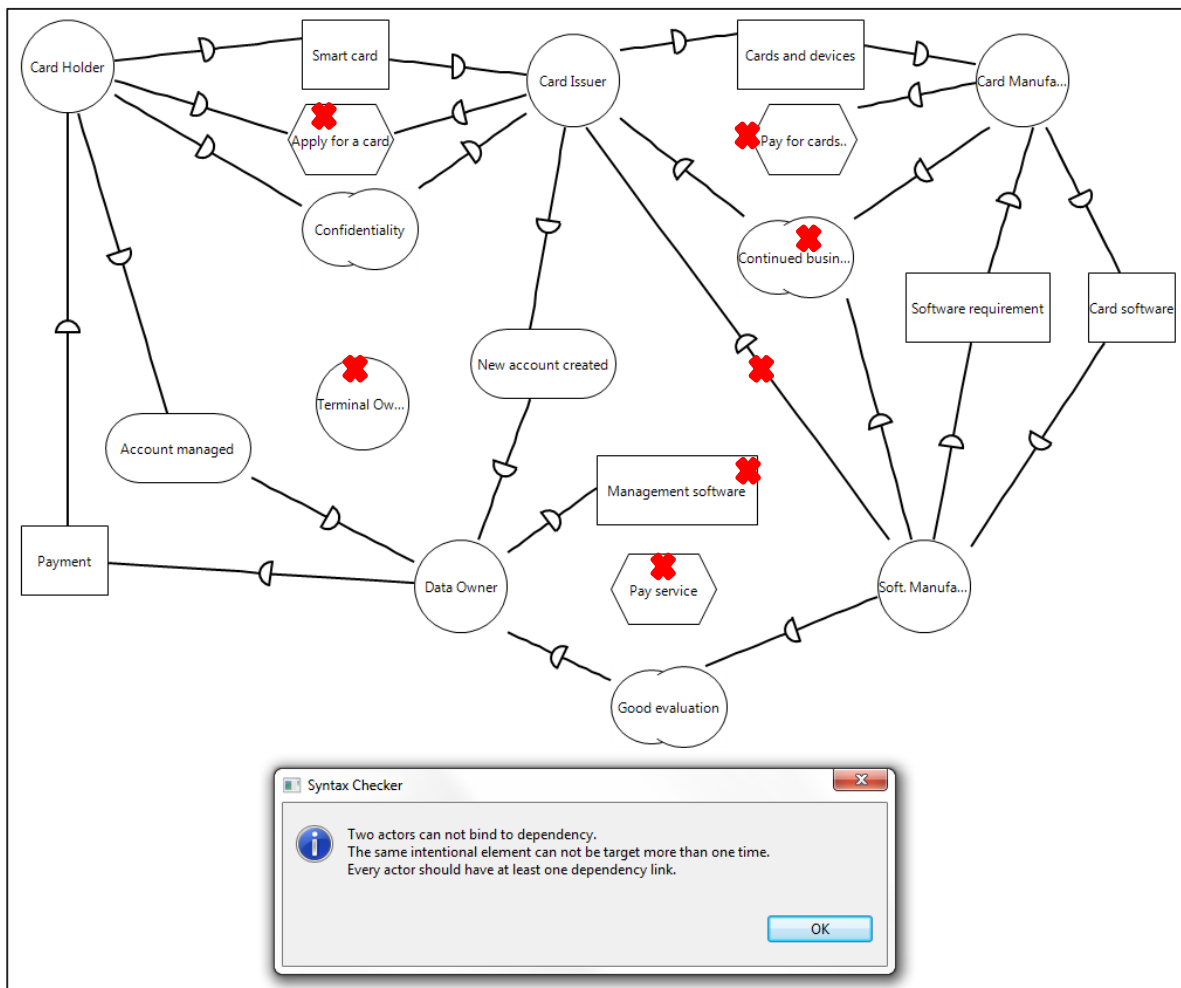 Card Holder
Smart card
Card Issuer
Cards and devices
Card Manufa...
Apply for a card
Pay for cards..
Confidentiality
Continued busin...
Software requirement
Card software
New account created
Terminal Ow...
Account managed
Management software
Payment
Data Owner
Pay service
Soft. Manufa...
Good evaluation
Syntax Checker
Two actors can not bind to dependency.
The same intentional element can not be target more than one time.
Every actor should have at least one dependency link.
OK